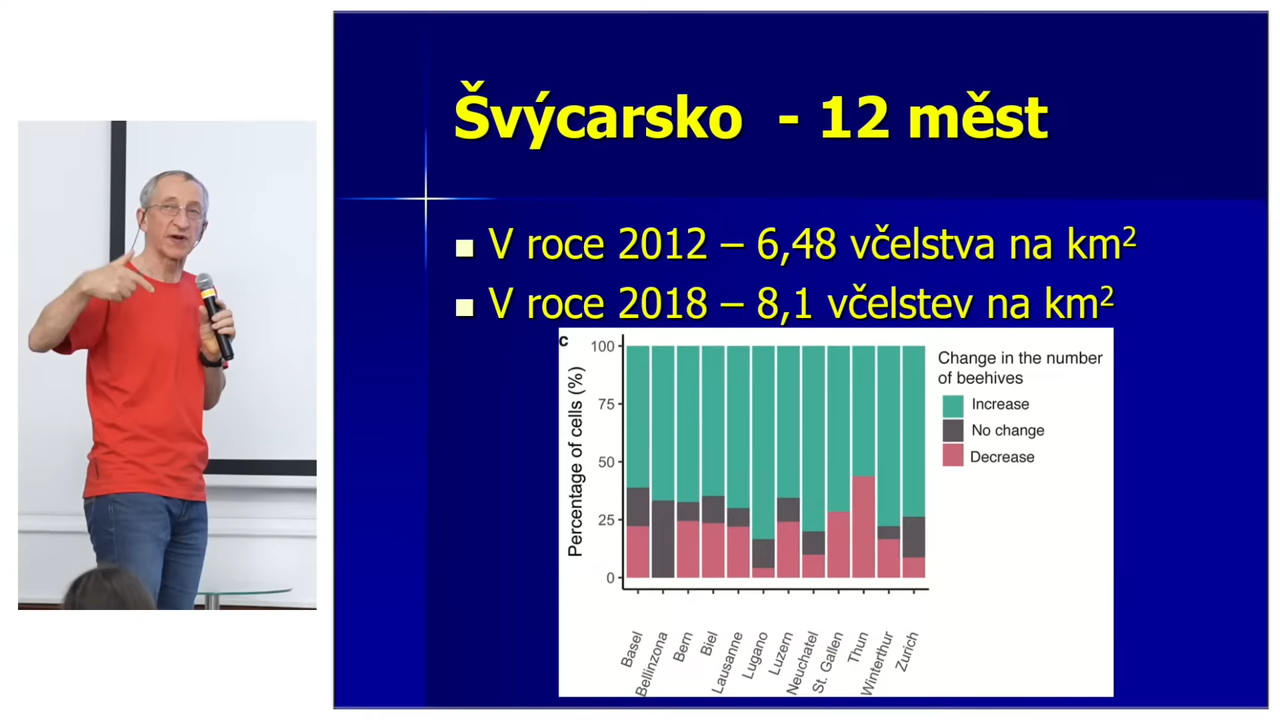 Švýcarsko - 12 měst
V roce 2012 – 6,48 včelstva na km²
V roce 2018 – 8,1 včelstev na km²
c
Percentage of cells (%)
100
75
50
25
0
Basel
Bellinzona
Bern
Biel
Lausanne
Lugano
Luzern
Neuchatel
St. Gallen
Thun
Winterthur
Zurich
Change in the number
of beehives
Increase
No change
Decrease